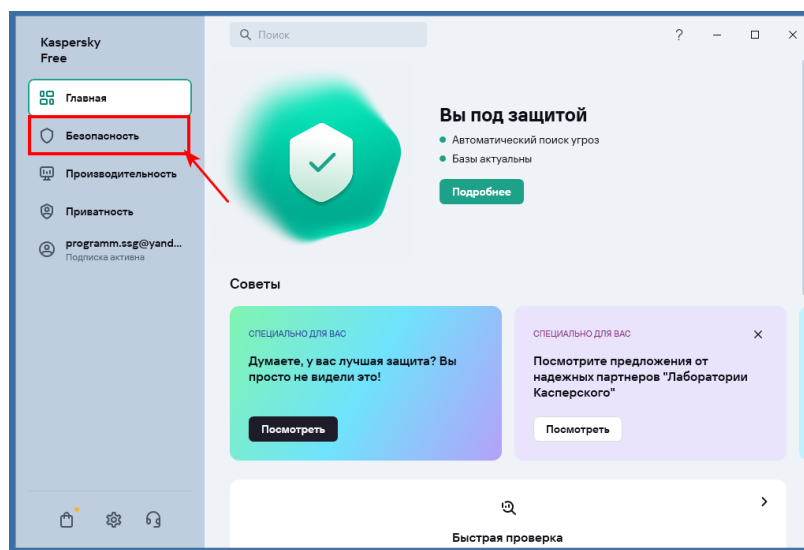 Kaspersky
Free
Поиск
?
Главная
Безопасность
Производительность
Приватность
programm.ssg@yand...
Подписка активна
Вы под защитой
Автоматический поиск угроз
Базы актуальны
Подробнее
Советы
СПЕЦИАЛЬНО ДЛЯ ВАС
Думаете, у вас лучшая защита? Вы
просто не видели это!
Посмотреть
СПЕЦИАЛЬНО ДЛЯ ВАС
Посмотрите предложения от
надежных партнеров "Лаборатории
Касперского"
Посмотреть
Быстрая проверка